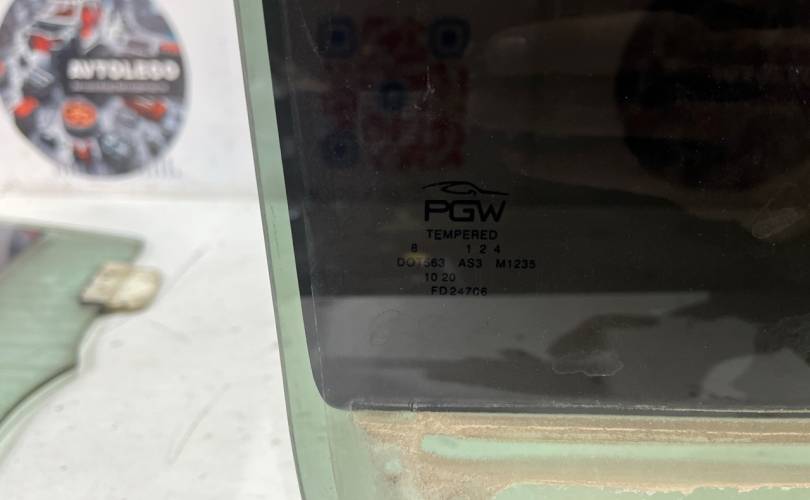 AVTOLEGO
PGW
TEMPERED
8 1 2 4
DOT563 AS3 M1235
10 20
FD24706